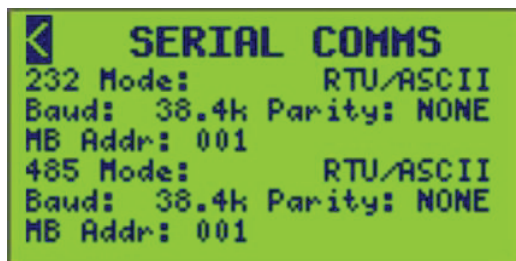 < SERIAL COMMS
232 Mode: RTU/ASCII
Baud: 38.4k Parity: NONE
MB Addr: 001
485 Mode: RTU/ASCII
Baud: 38.4k Parity: NONE
MB Addr: 001